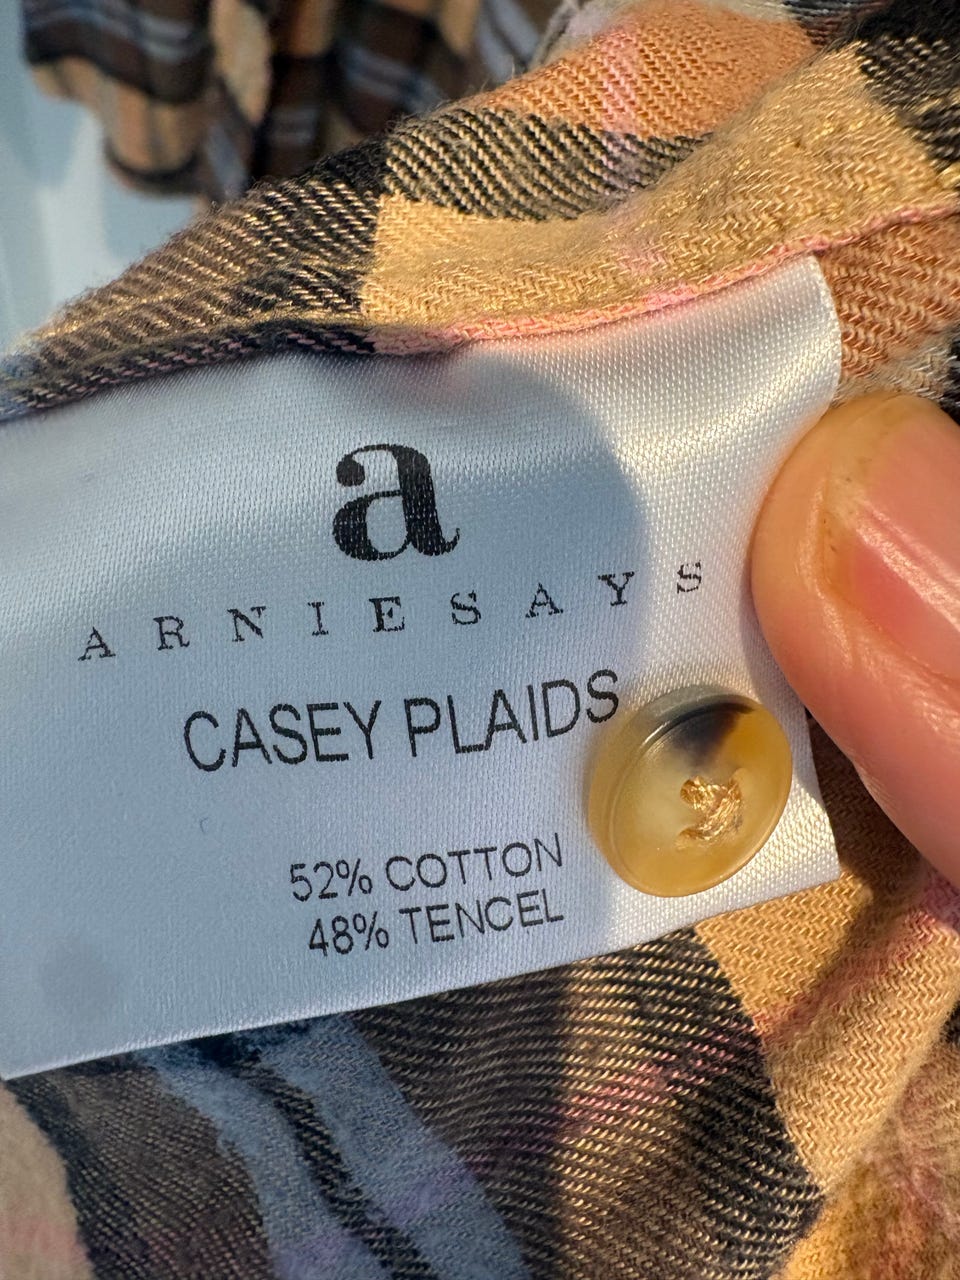 a
ARNIESAYS
CASEY PLAIDS
52% COTTON
48% TENCEL